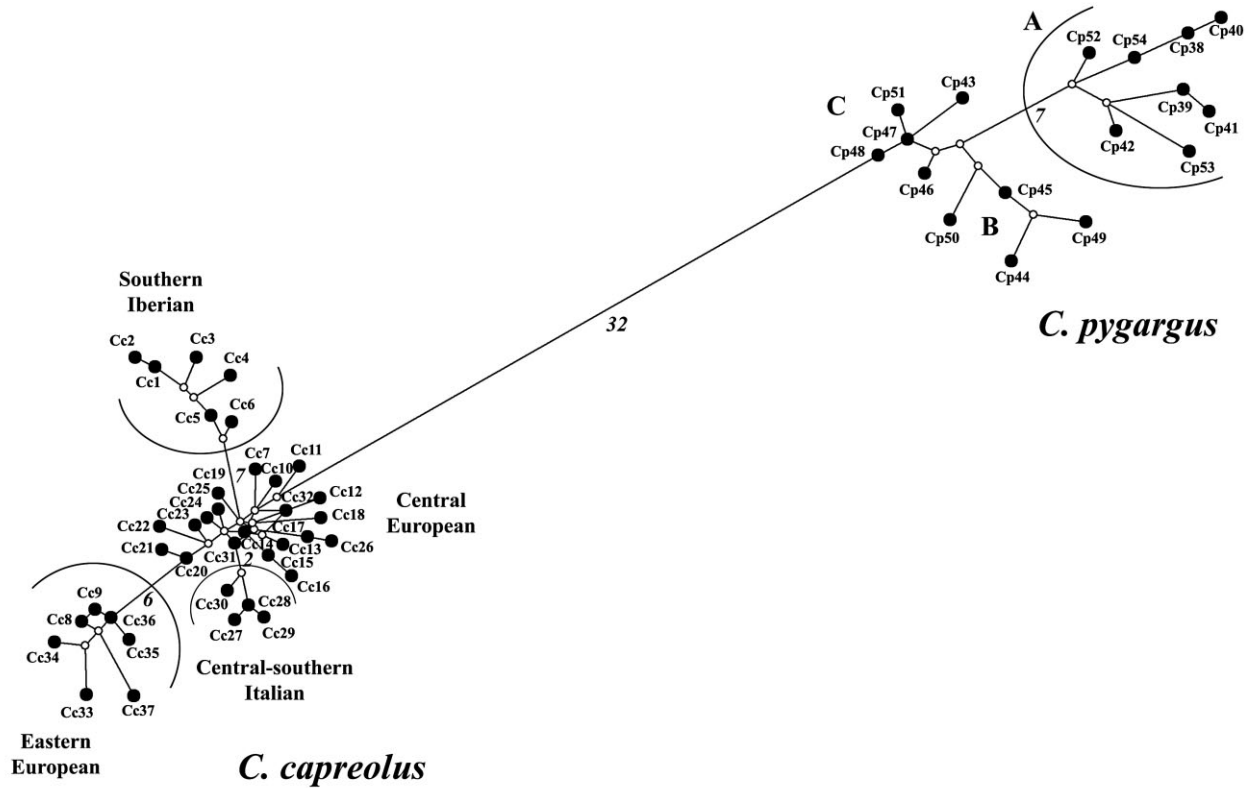 A
Cp40
Cp52
Cp54
Cp38
Cp51
Cp43
C
Cp39
Cp41
Cp47
7
Cp42
Cp48
Cp53
Cp46
Cp45
Cp50
B
Cp49
Cp44
Southern
Iberian
32
C. pygargus
Cc2
Cc3
Cc4
Cc1
Cc6
Cc5
Cc7
Cc11
Cc19
7
Cc10
Cc25
Cc32
Cc12
Cc24
Central
European
Cc23
Cc18
Cc22
Cc17
Cc21
Cc31
Cc14
Cc13
Cc26
Cc20
2
Cc15
Cc16
Cc9
6
Cc30
Cc28
Cc8
Cc36
Cc27
Cc29
Cc35
Cc34
Central-southern
Italian
Cc33
Cc37
Eastern
European
C. capreolus